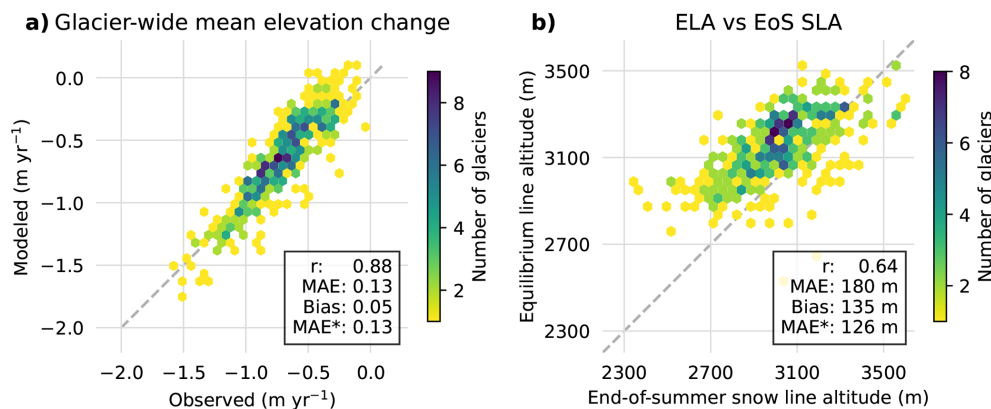 a) Glacier-wide mean elevation change
Modeled (m yr⁻¹)
0.0
−0.5
−1.0
−1.5
−2.0
−2.0 −1.5 −1.0 −0.5 0.0
Observed (m yr⁻¹)
r: 0.88
MAE: 0.13
Bias: 0.05
MAE*: 0.13
8
6
4
2
Number of glaciers
b) ELA vs EoS SLA
Equilibrium line altitude (m)
3500
3100
2700
2300
2300 2700 3100 3500
End-of-summer snow line altitude (m)
r: 0.64
MAE: 180 m
Bias: 135 m
MAE*: 126 m
8
6
4
2
Number of glaciers